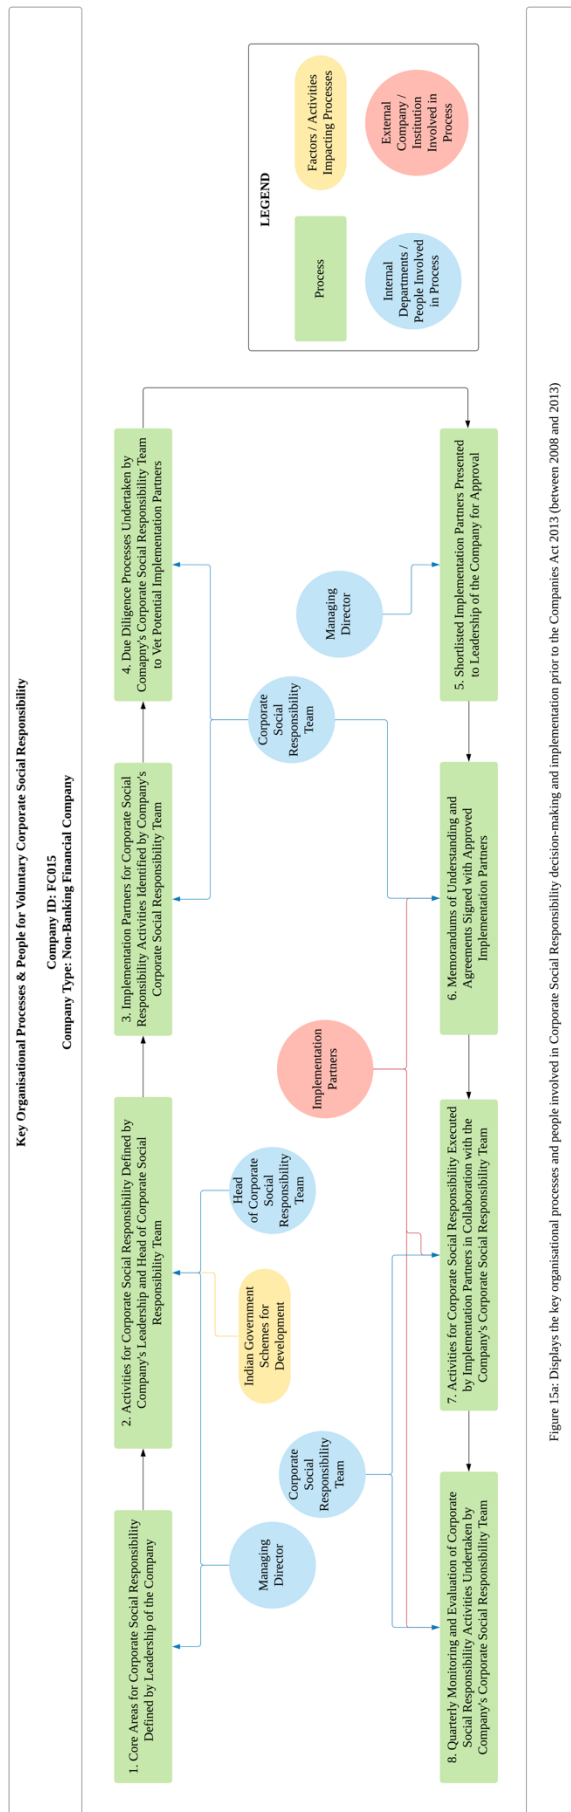 Key Organisational Processes & People for Voluntary Corporate Social Responsibility
Company ID: FC015
Company Type: Non-Banking Financial Company
1. Core Areas for Corporate Social Responsibility
Defined by Leadership of the Company
2. Activities for Corporate Social Responsibility Defined by
Company's Leadership and Head of Corporate Social
Responsibility Team
3. Implementation Partners for Corporate Social
Responsibility Activities Identified by Company's
Corporate Social Responsibility Team
4. Due Diligence Processes Undertaken by
Comapny's Corporate Social Responsibility Team
to Vet Potential Implementation Partners
Managing
Director
Indian Government
Schemes for
Development
Head
of Corporate
Social
Responsibility
Team
Corporate
Social
Responsibility
Team
Implementation
Partners
Corporate
Social
Responsibility
Team
Managing
Director
8. Quarterly Monitoring and Evaluation of Corporate
Social Responsibility Activities Undertaken by
Company's Corporate Social Responsibility Team
7. Activities for Corporate Social Responsibility Executed
by Implementation Partners in Collaboration with the
Company's Corporate Social Responsibility Team
6. Memorandums of Understanding and
Agreements Signed with Approved
Implementation Partners
5. Shortlisted Implementation Partners Presented
to Leadership of the Company for Approval
LEGEND
Process
Factors / Activities
Impacting Processes
Internal
Departments /
People Involved
in Process
External
Company /
Institution
Involved in
Process
Figure 15a: Displays the key organisational processes and people involved in Corporate Social Responsibility decision-making and implementation prior to the Companies Act 2013 (between 2008 and 2013)